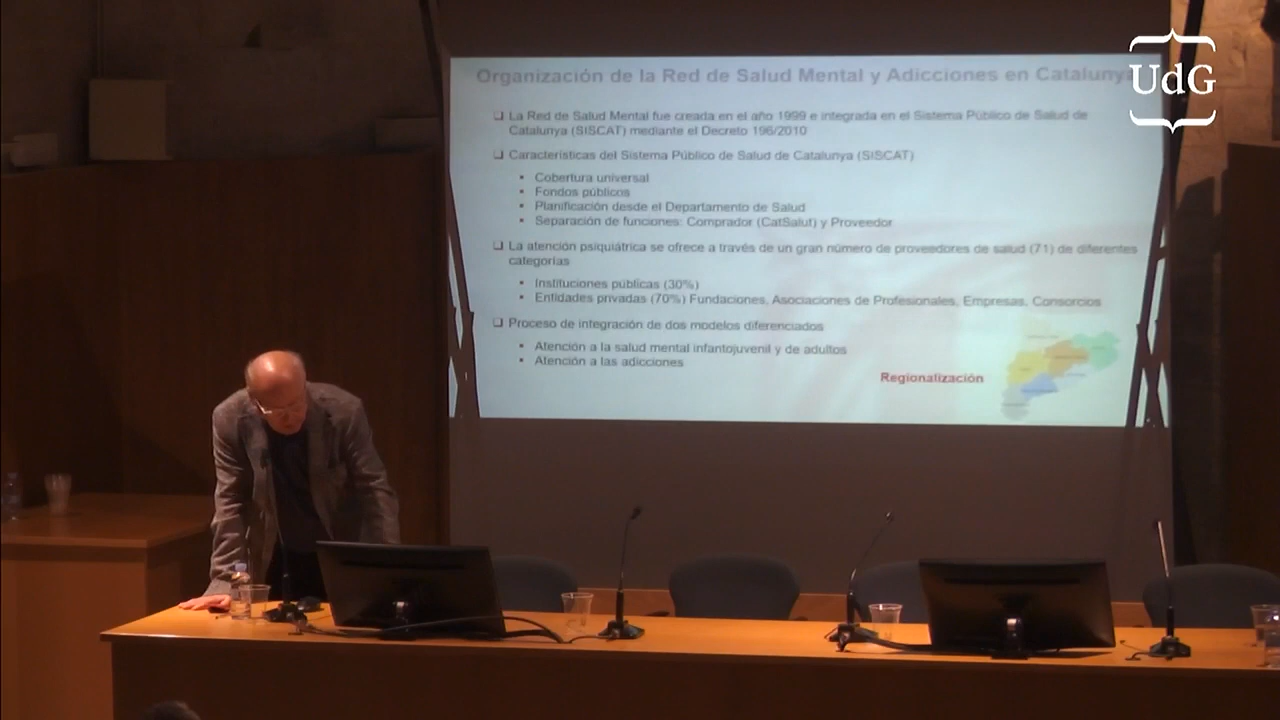 UdG
Organización de la Red de Salud Mental y Adicciones en Catalunya
❑ La Red de Salud Mental fue creada en el año 1999 e integrada en el Sistema Público de Salud de
Catalunya (SISCAT) mediante el Decreto 196/2010
❑ Características del Sistema Público de Salud de Catalunya (SISCAT)
▪ Cobertura universal
▪ Fondos públicos
▪ Planificación desde el Departamento de Salud
▪ Separación de funciones: Comprador (CatSalut) y Proveedor
❑ La atención psiquiátrica se ofrece a través de un gran número de proveedores de salud (71) de diferentes
categorías
▪ Instituciones públicas (30%)
▪ Entidades privadas (70%) Fundaciones, Asociaciones de Profesionales, Empresas, Consorcios
❑ Proceso de integración de dos modelos diferenciados
▪ Atención a la salud mental infantojuvenil y de adultos
▪ Atención a las adicciones
Regionalización